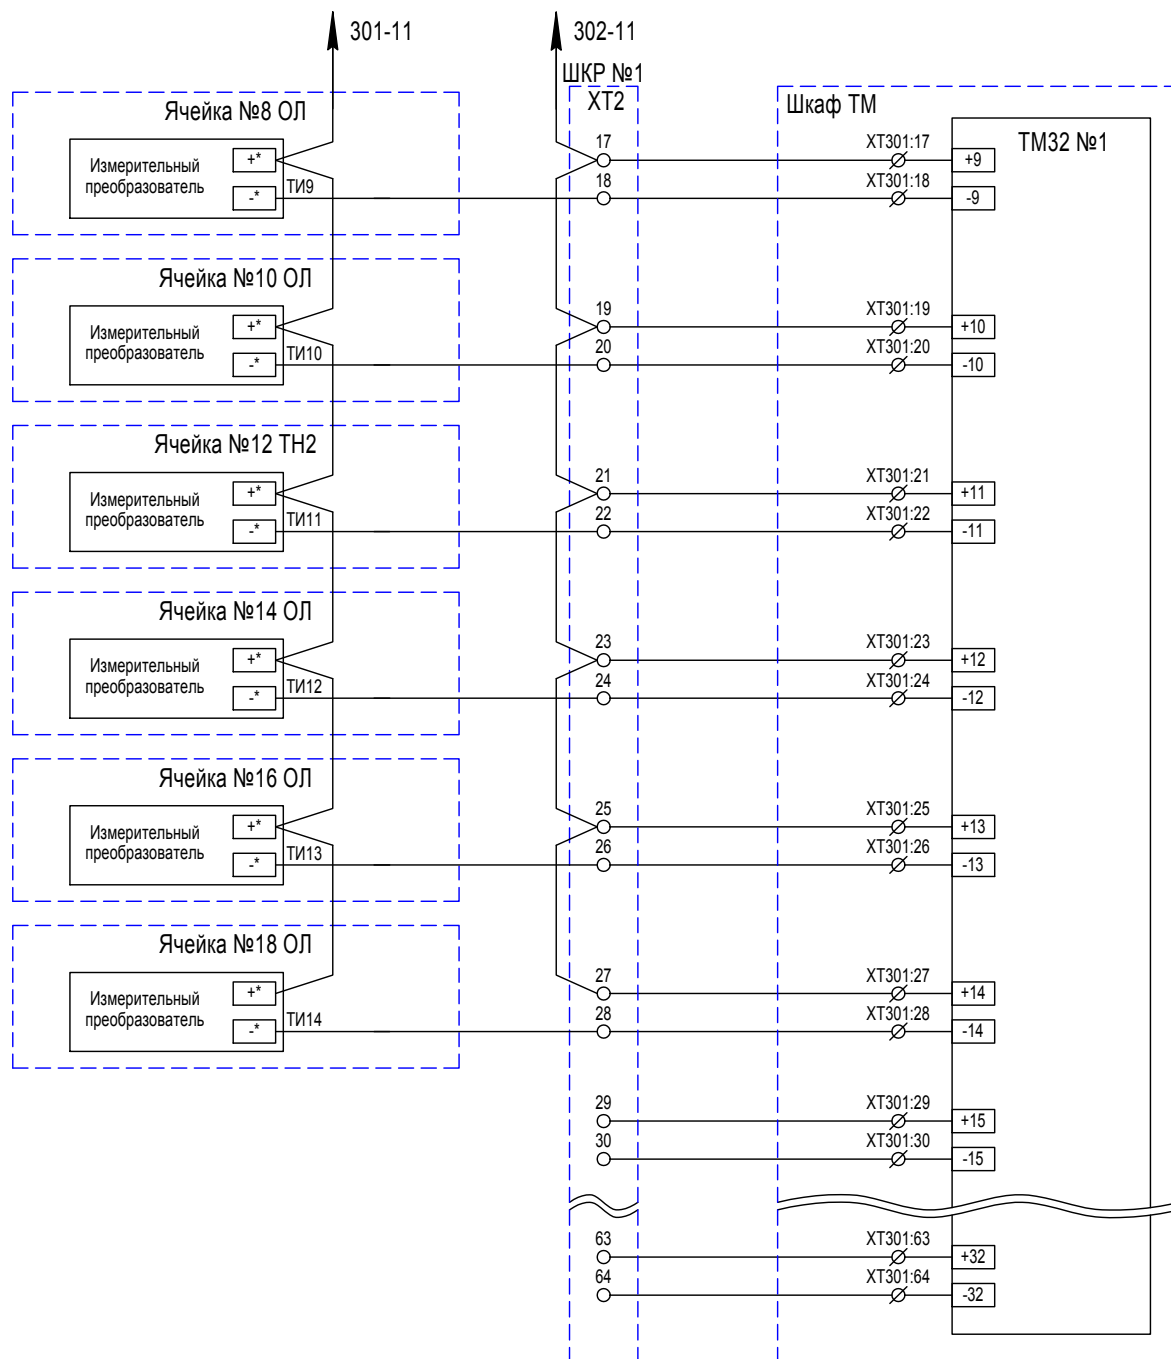 301-11
302-11
ШКР №1
XT2
Шкаф ТМ
ТМ32 №1
Ячейка №8 ОЛ
Измерительный
преобразователь
+*
-*
ТИ9
17
18
XT301:17
XT301:18
+9
-9
Ячейка №10 ОЛ
Измерительный
преобразователь
+*
-*
ТИ10
19
20
XT301:19
XT301:20
+10
-10
Ячейка №12 ТН2
Измерительный
преобразователь
+*
-*
ТИ11
21
22
XT301:21
XT301:22
+11
-11
Ячейка №14 ОЛ
Измерительный
преобразователь
+*
-*
ТИ12
23
24
XT301:23
XT301:24
+12
-12
Ячейка №16 ОЛ
Измерительный
преобразователь
+*
-*
ТИ13
25
26
XT301:25
XT301:26
+13
-13
Ячейка №18 ОЛ
Измерительный
преобразователь
+*
-*
ТИ14
27
28
XT301:27
XT301:28
+14
-14
29
30
XT301:29
XT301:30
+15
-15
63
64
XT301:63
XT301:64
+32
-32